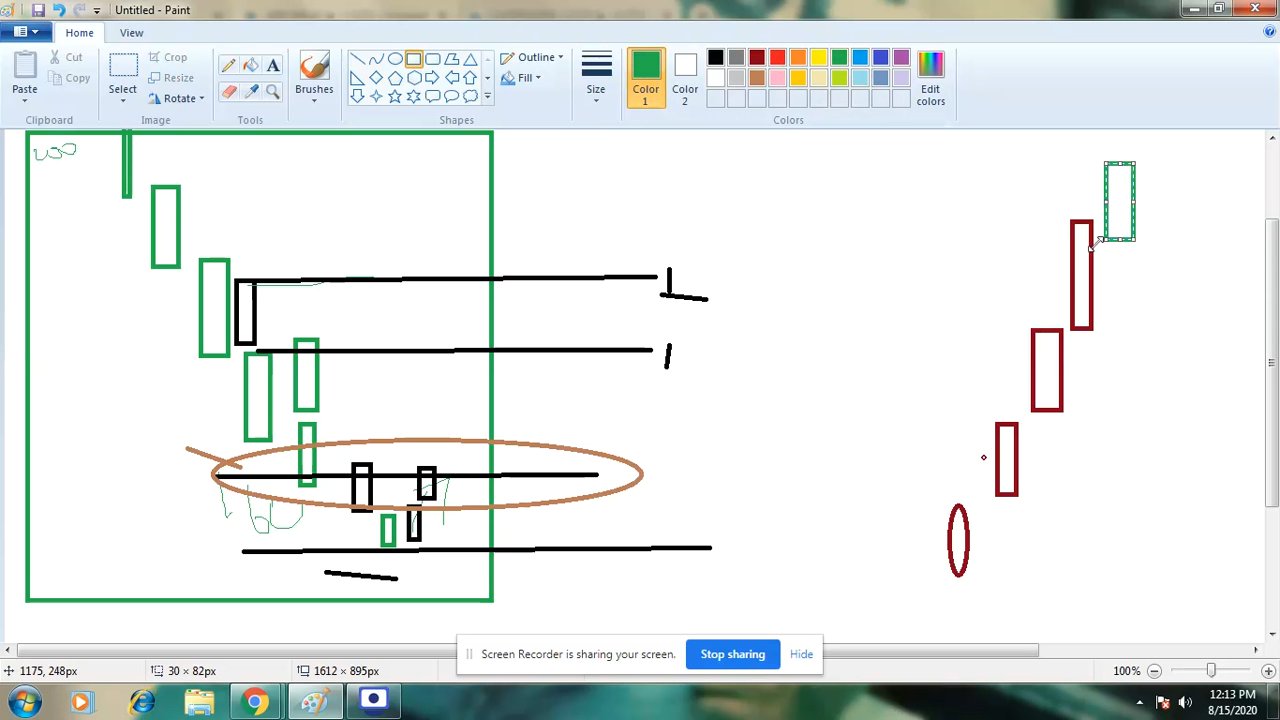 Untitled - Paint
Home
View
Paste
Cut
Copy
Clipboard
Select
Crop
Resize
Rotate
Image
Tools
Brushes
Shapes
Outline
Fill
Size
Color 1
Color 2
Edit colors
Colors
Screen Recorder is sharing your screen.
Stop sharing
Hide
1175, 248px
30 × 82px
1612 × 895px
100%
12:13 PM
8/15/2020